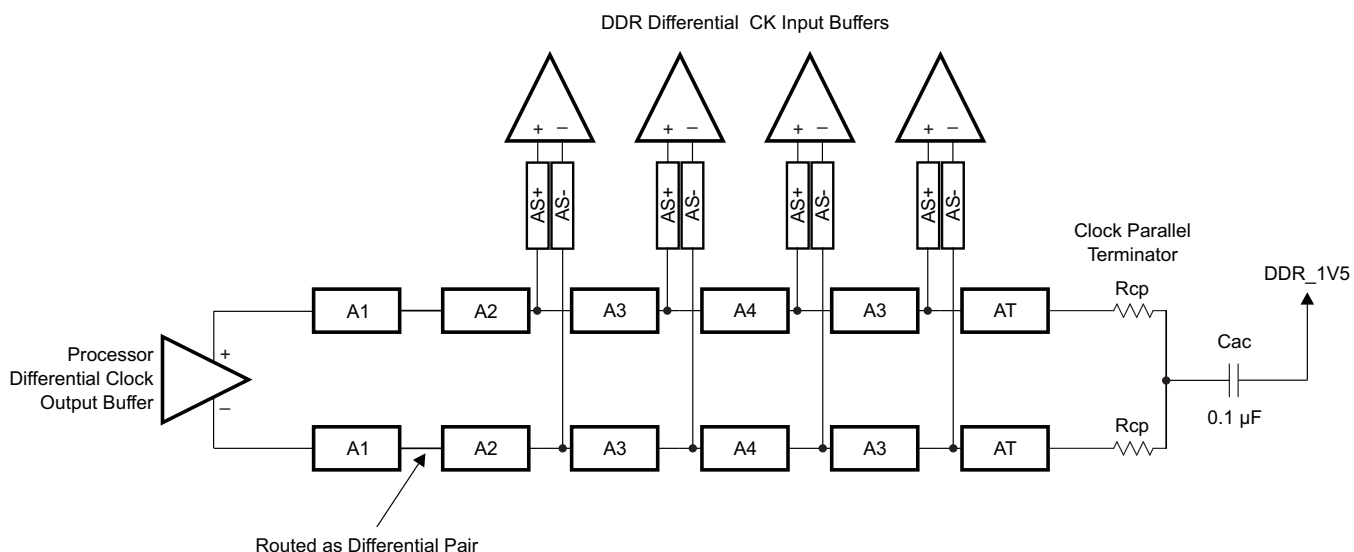 DDR Differential CK Input Buffers
+ –
+ –
+ –
+ –
AS+
AS-
AS+
AS-
AS+
AS-
AS+
AS-
Clock Parallel
Terminator
DDR_1V5
A1
A2
A3
A4
A3
AT
Rcp
Processor
Differential Clock
Output Buffer
+
–
Cac
0.1 µF
A1
A2
A3
A4
A3
AT
Rcp
Routed as Differential Pair